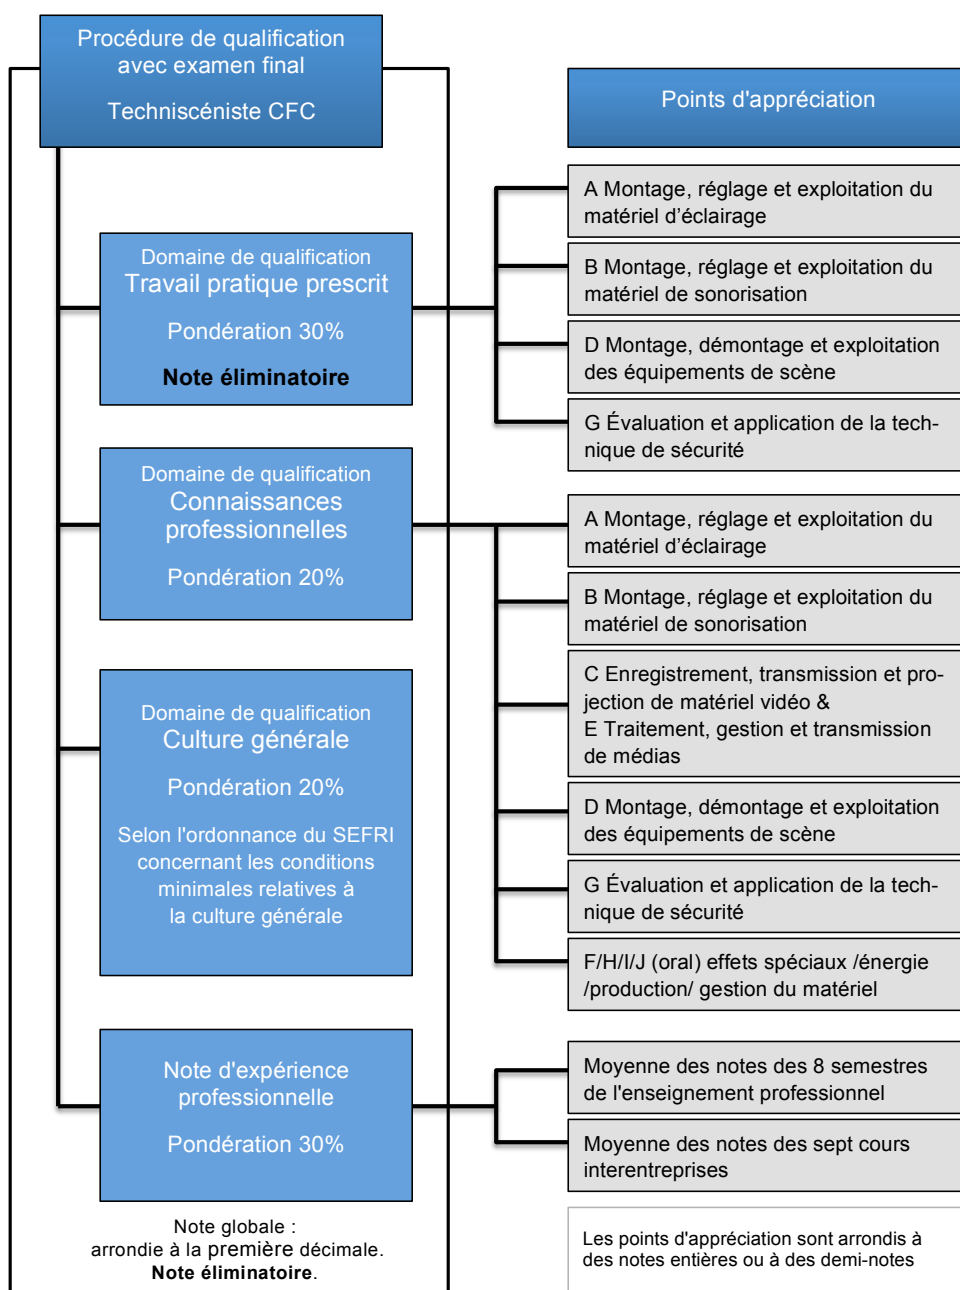 Procédure de qualification
avec examen final
Techniscéniste CFC
Points d'appréciation
Domaine de qualification
Travail pratique prescrit
Pondération 30%
Note éliminatoire
A Montage, réglage et exploitation du
matériel d’éclairage
B Montage, réglage et exploitation du
matériel de sonorisation
D Montage, démontage et exploitation
des équipements de scène
G Évaluation et application de la tech-
nique de sécurité
Domaine de qualification
Connaissances
professionnelles
Pondération 20%
A Montage, réglage et exploitation du
matériel d'éclairage
B Montage, réglage et exploitation du
matériel de sonorisation
C Enregistrement, transmission et pro-
jection de matériel vidéo &
E Traitement, gestion et transmission
de médias
D Montage, démontage et exploitation
des équipements de scène
G Évaluation et application de la tech-
nique de sécurité
F/H/I/J (oral) effets spéciaux /énergie
/production/ gestion du matériel
Domaine de qualification
Culture générale
Pondération 20%
Selon l'ordonnance du SEFRI
concernant les conditions
minimales relatives à
la culture générale
Note d'expérience
professionnelle
Pondération 30%
Moyenne des notes des 8 semestres
de l'enseignement professionnel
Moyenne des notes des sept cours
interentreprises
Note globale :
arrondie à la première décimale.
Note éliminatoire.
Les points d'appréciation sont arrondis à
des notes entières ou à des demi-notes